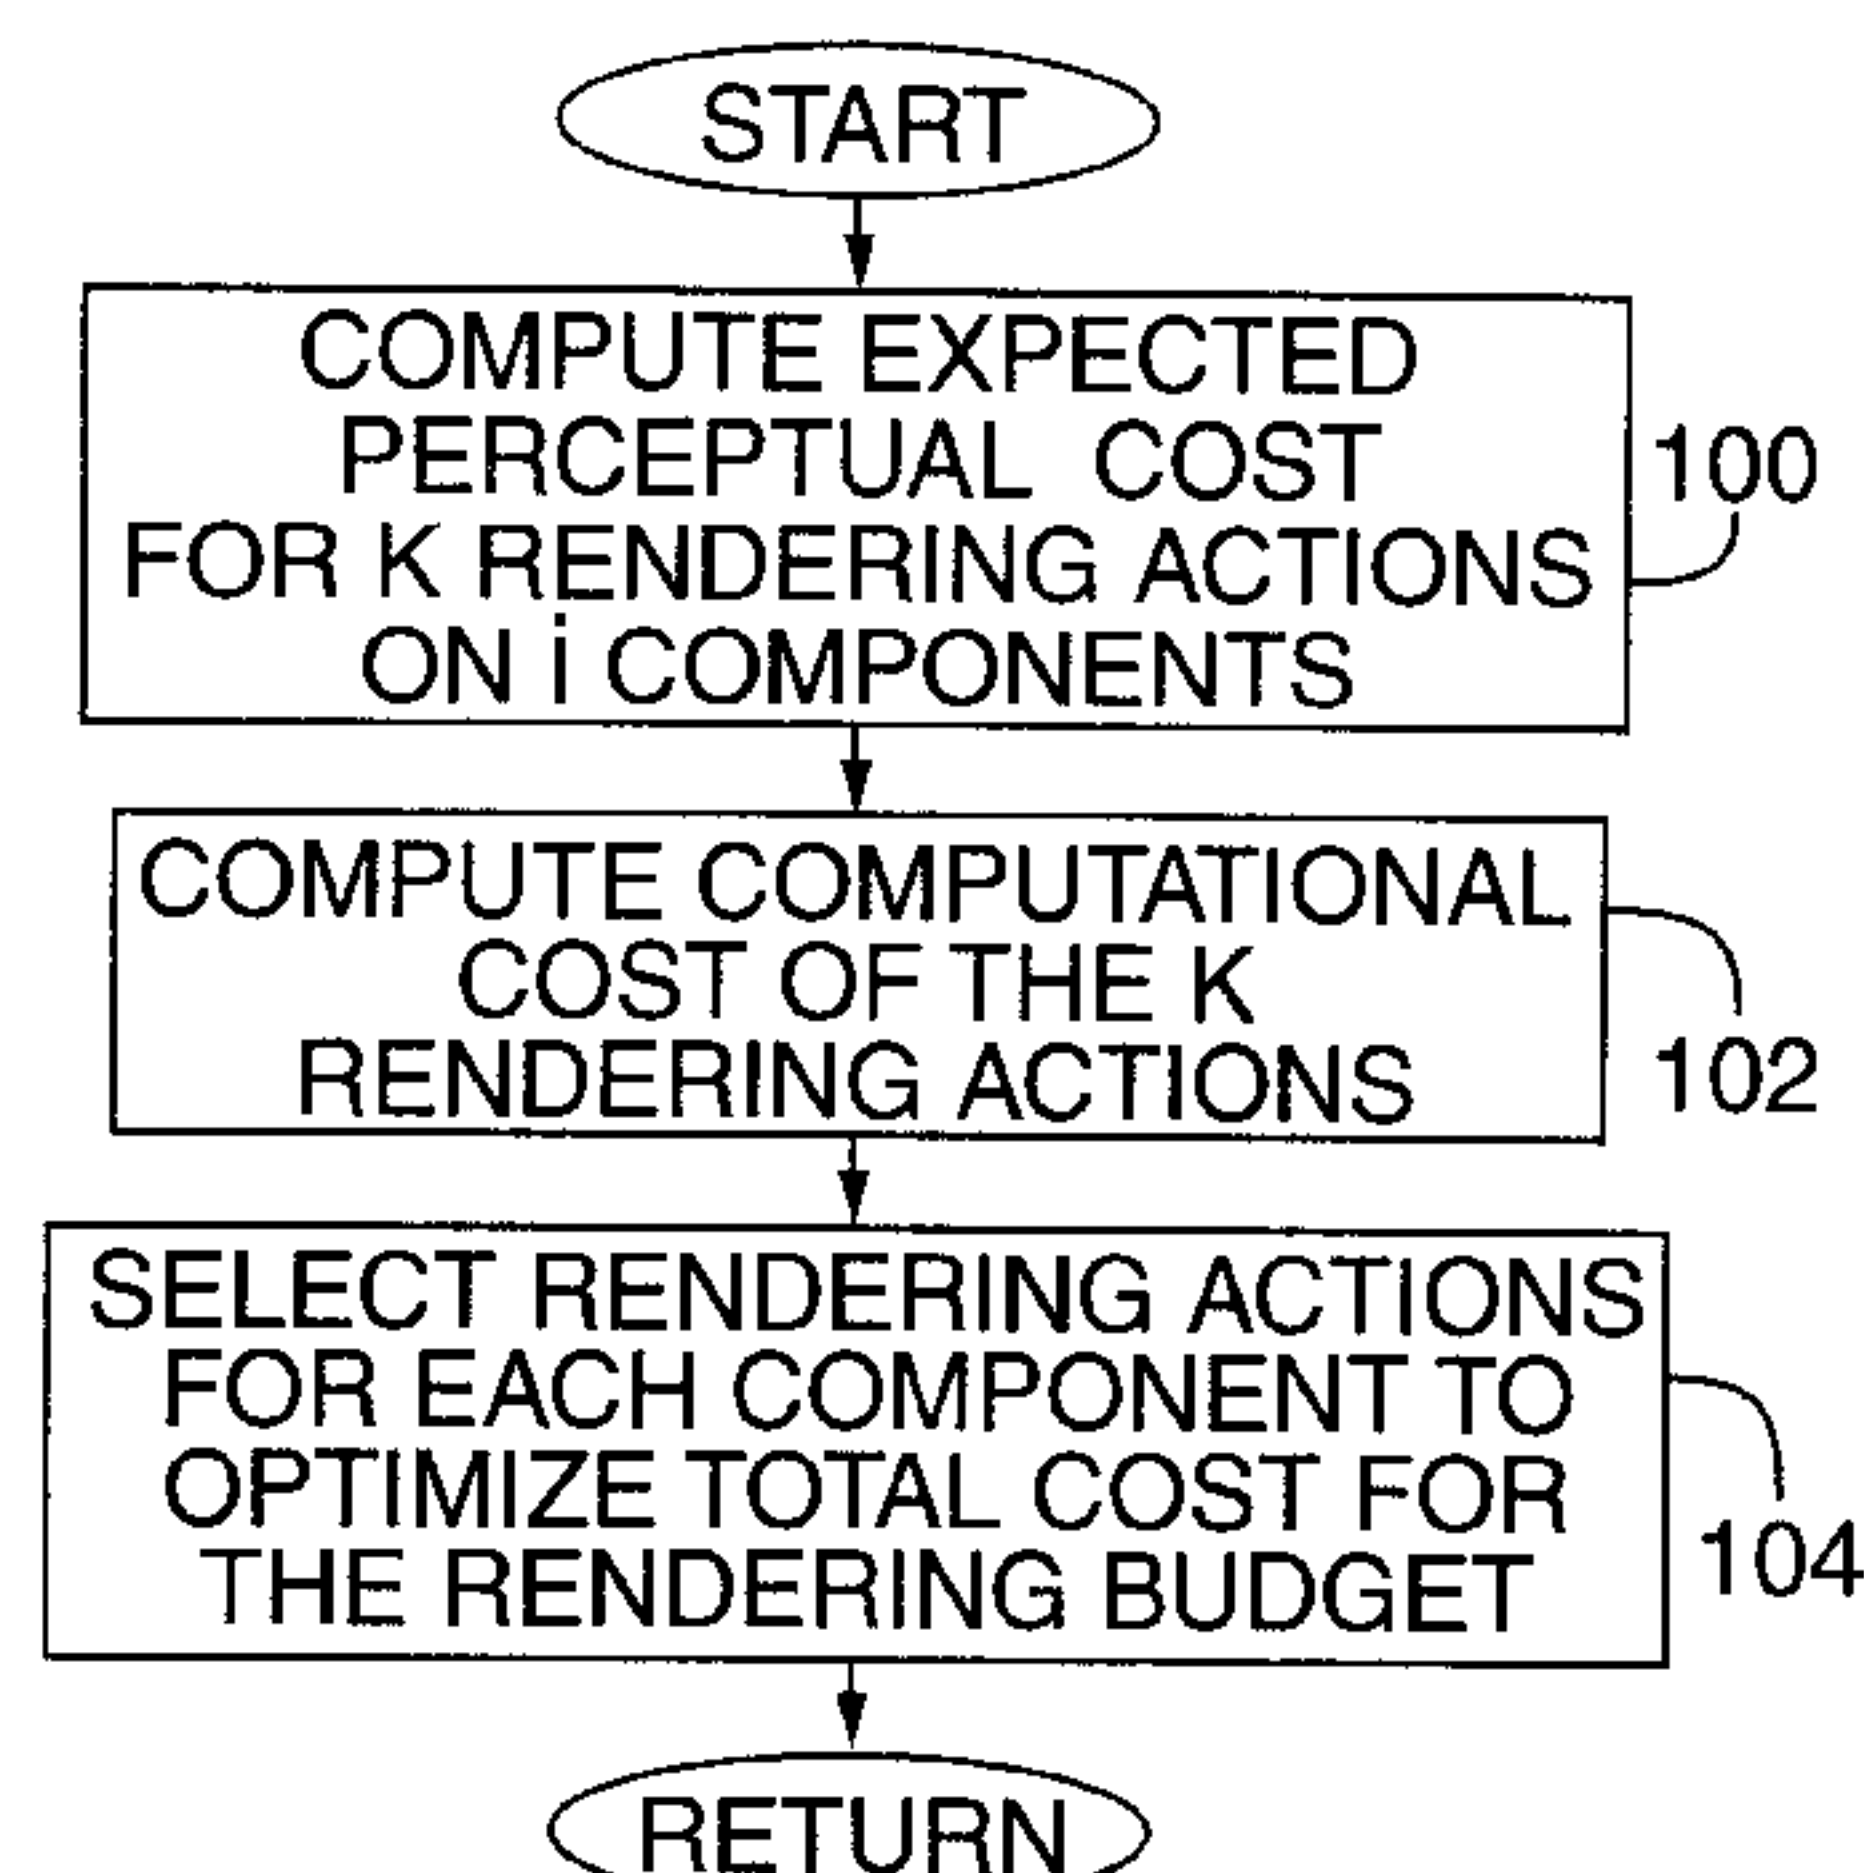 START
COMPUTE EXPECTED
PERCEPTUAL COST
FOR K RENDERING ACTIONS
ON i COMPONENTS
100
COMPUTE COMPUTATIONAL
COST OF THE K
RENDERING ACTIONS
102
SELECT RENDERING ACTIONS
FOR EACH COMPONENT TO
OPTIMIZE TOTAL COST FOR
THE RENDERING BUDGET
104
RETURN